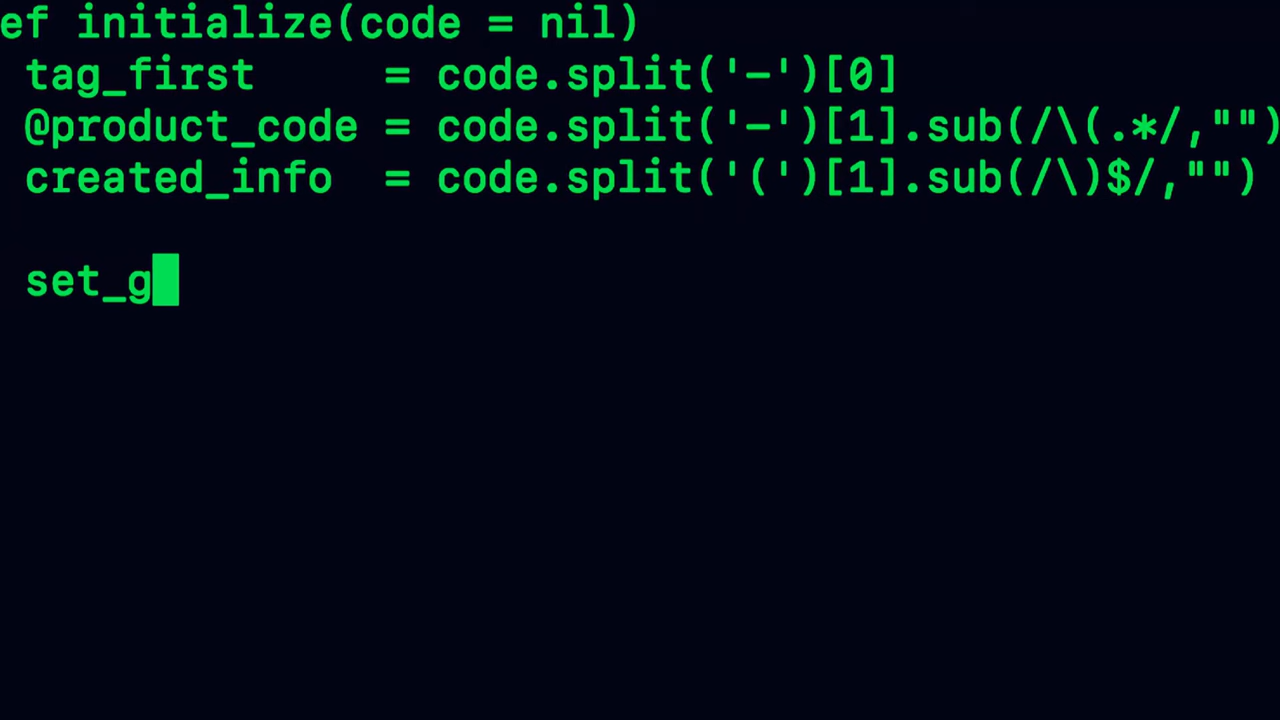 ef initialize(code = nil)
tag_first = code.split('-')[0]
@product_code = code.split('-')[1].sub(/\(.*/,"")
created_info = code.split('(')[1].sub(/\)$/,"")
set_g